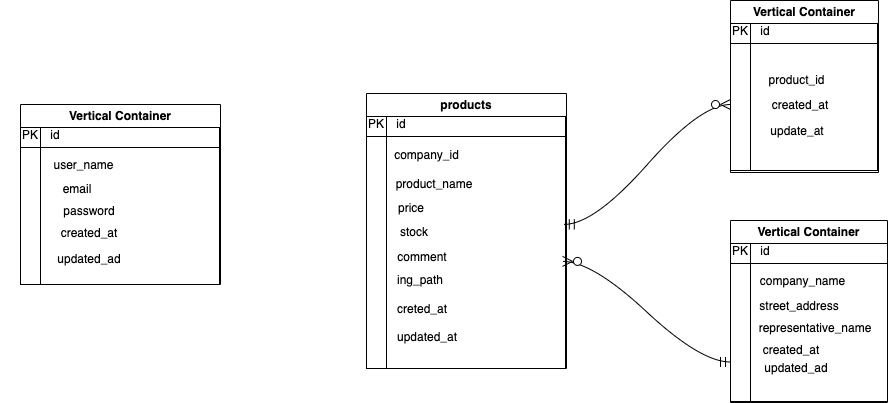 Vertical Container
PK id
user_name
email
password
created_at
updated_ad
products
PK id
company_id
product_name
price
stock
comment
ing_path
creted_at
updated_at
Vertical Container
PK id
product_id
created_at
update_at
Vertical Container
PK id
company_name
street_address
representative_name
created_at
updated_ad